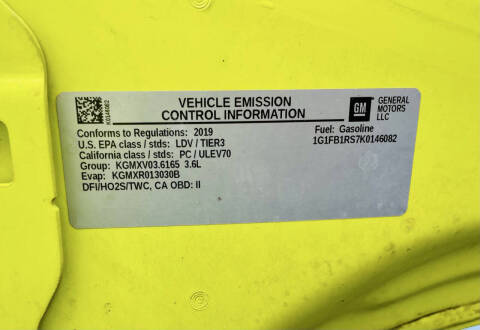 K0146082
VEHICLE EMISSION
CONTROL INFORMATION
GM
GENERAL
MOTORS
LLC
Conforms to Regulations: 2019
U.S. EPA class / stds: LDV / TIER3
California class / stds: PC / ULEV70
Group: KGMXV03.6165 3.6L
Evap: KGMXR013030B
DFI/HO2S/TWC, CA OBD: II
Fuel: Gasoline
1G1FB1RS7K0146082